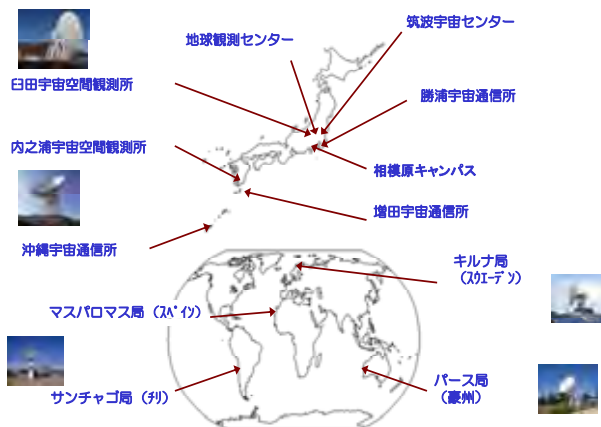 筑波宇宙センター
地球観測センター
臼田宇宙空間観測所
勝浦宇宙通信所
内之浦宇宙空間観測所
相模原キャンパス
増田宇宙通信所
沖縄宇宙通信所
キルナ局
（ｽｳｴｰﾃﾞﾝ）
マスパロマス局（ｽﾍﾟｲﾝ）
サンチャゴ局（ﾁﾘ）
パース局
（豪州）